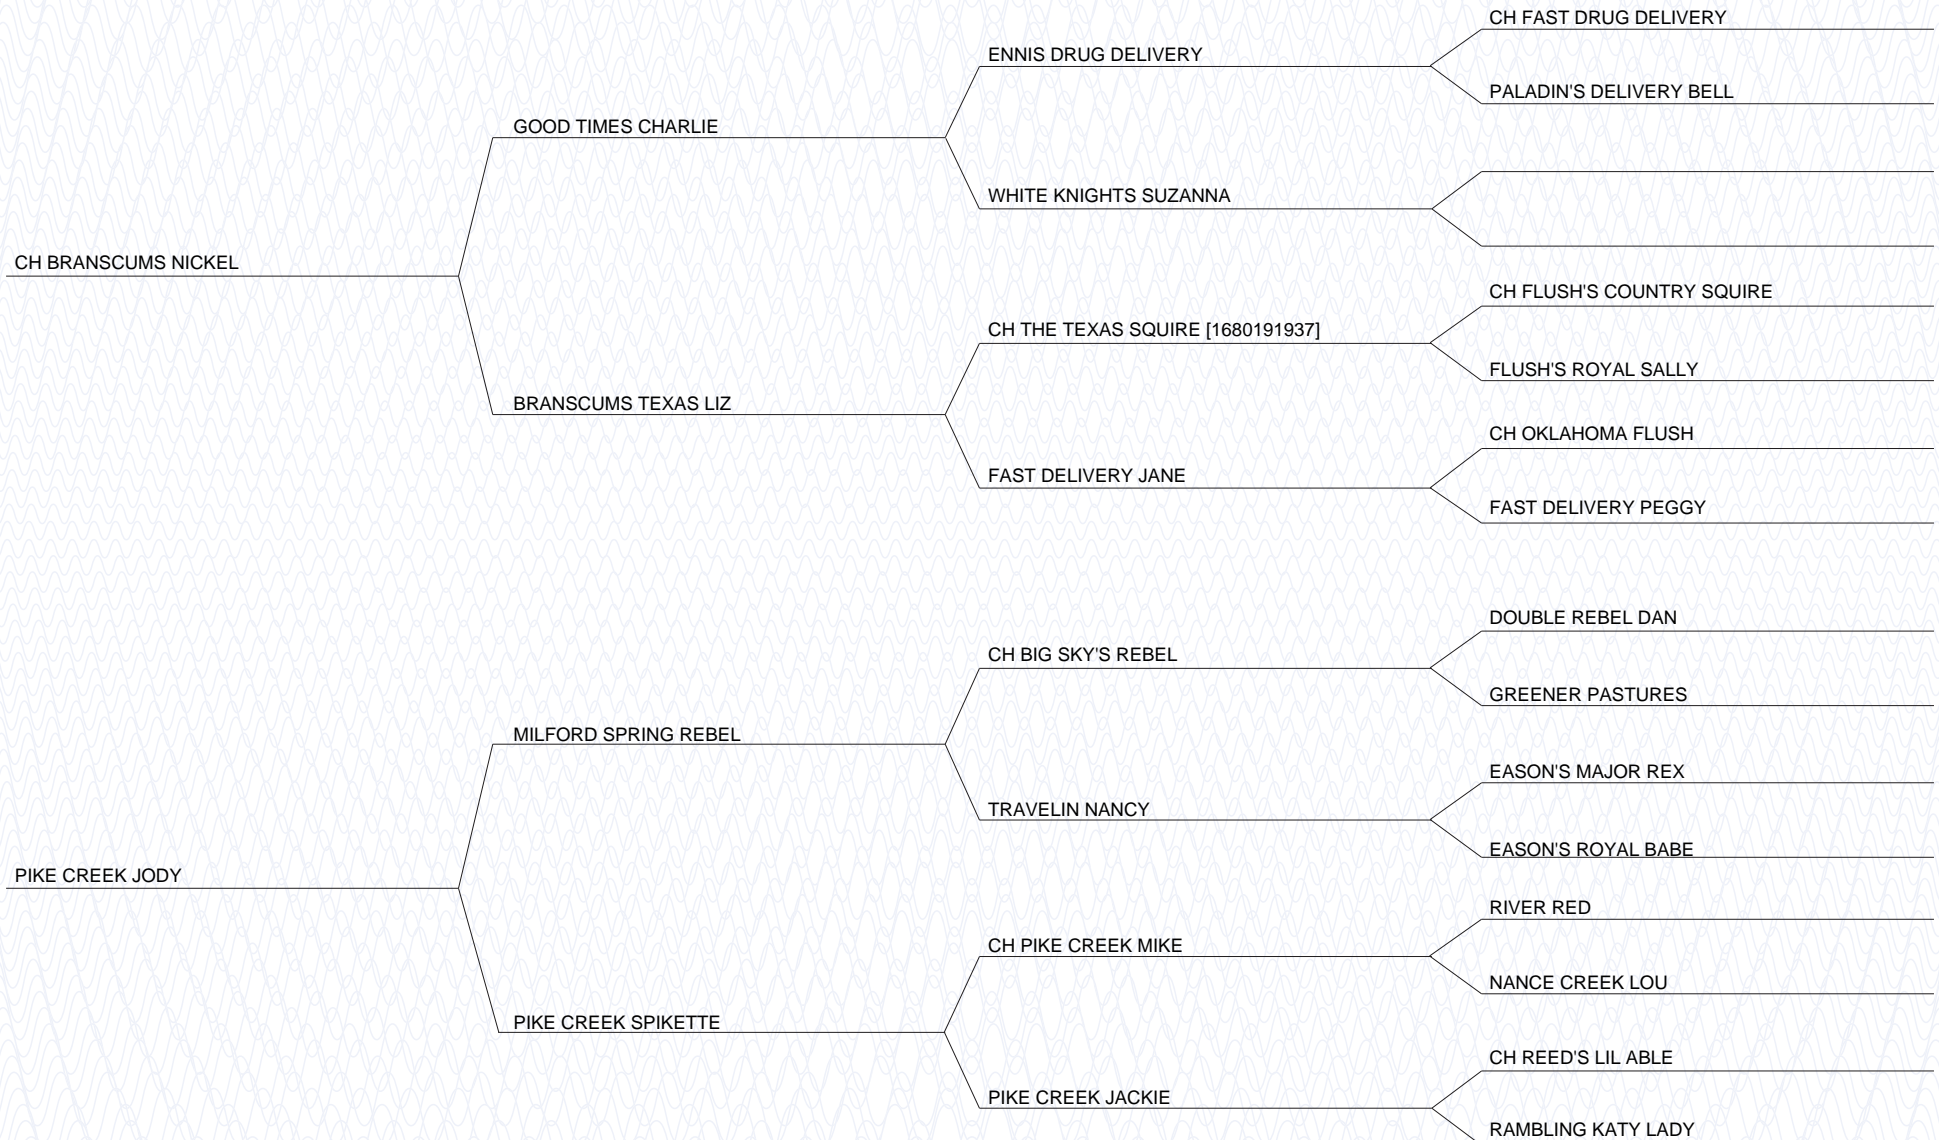 CH FAST DRUG DELIVERY
ENNIS DRUG DELIVERY
PALADIN'S DELIVERY BELL
GOOD TIMES CHARLIE
WHITE KNIGHTS SUZANNA
CH BRANSCUMS NICKEL
CH FLUSH'S COUNTRY SQUIRE
CH THE TEXAS SQUIRE [1680191937]
FLUSH'S ROYAL SALLY
BRANSCUMS TEXAS LIZ
CH OKLAHOMA FLUSH
FAST DELIVERY JANE
FAST DELIVERY PEGGY
DOUBLE REBEL DAN
CH BIG SKY'S REBEL
GREENER PASTURES
MILFORD SPRING REBEL
EASON'S MAJOR REX
TRAVELIN NANCY
EASON'S ROYAL BABE
PIKE CREEK JODY
RIVER RED
CH PIKE CREEK MIKE
NANCE CREEK LOU
PIKE CREEK SPIKETTE
CH REED'S LIL ABLE
PIKE CREEK JACKIE
RAMBLING KATY LADY